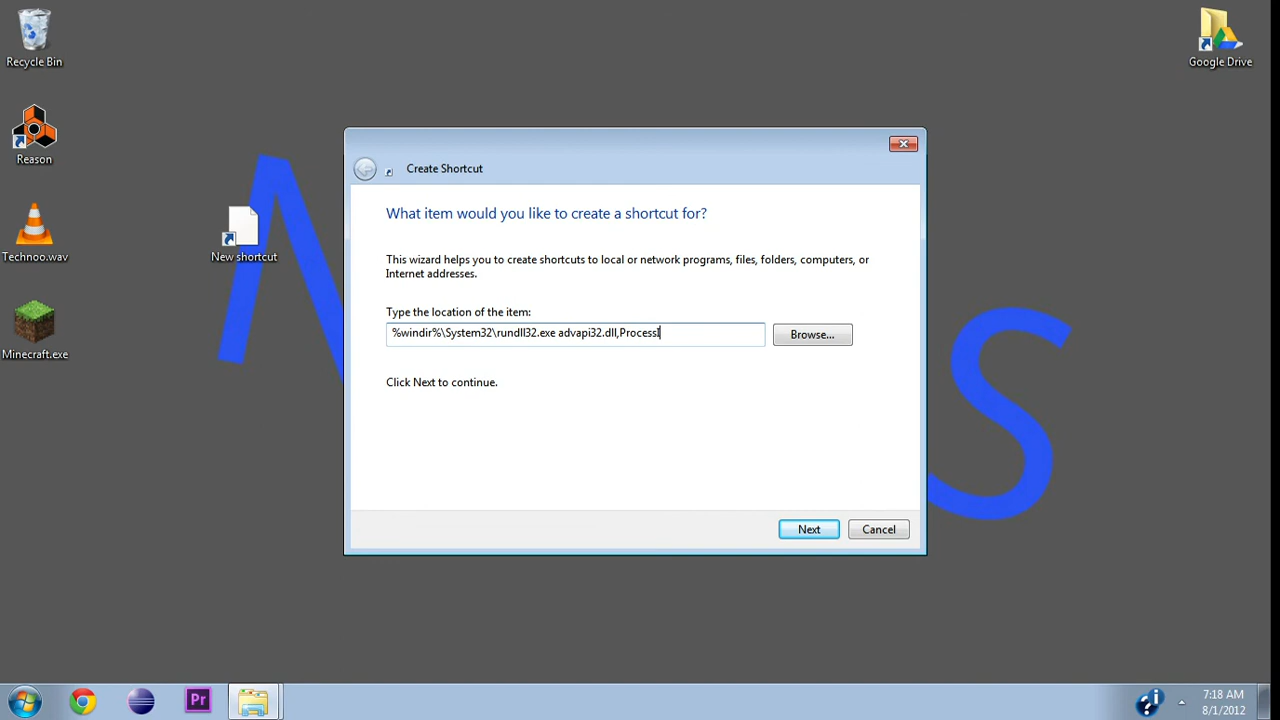 Recycle Bin
Google Drive
Reason
Create Shortcut
What item would you like to create a shortcut for?
New shortcut
Technoo.wav
This wizard helps you to create shortcuts to local or network programs, files, folders, computers, or
Internet addresses.
Type the location of the item:
%windir%\System32\rundll32.exe advapi32.dll,ProcessI
Browse...
Minecraft.exe
Click Next to continue.
Next
Cancel
Pr
7:18 AM
8/1/2012